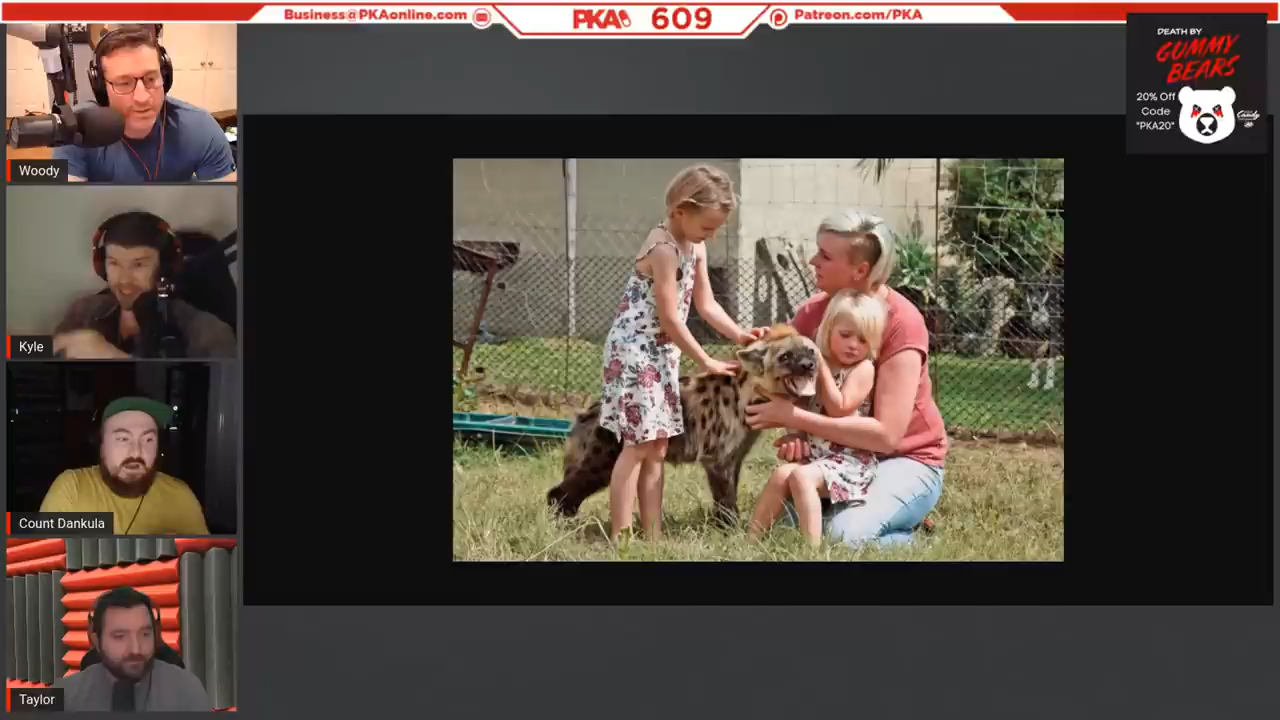 Business@PKAonline.com
PKA 609
Patreon.com/PKA
DEATH BY
GUMMY
BEARS
20% Off
Code
"PKA20"
Candy
Woody
Kyle
Count Dankula
Taylor